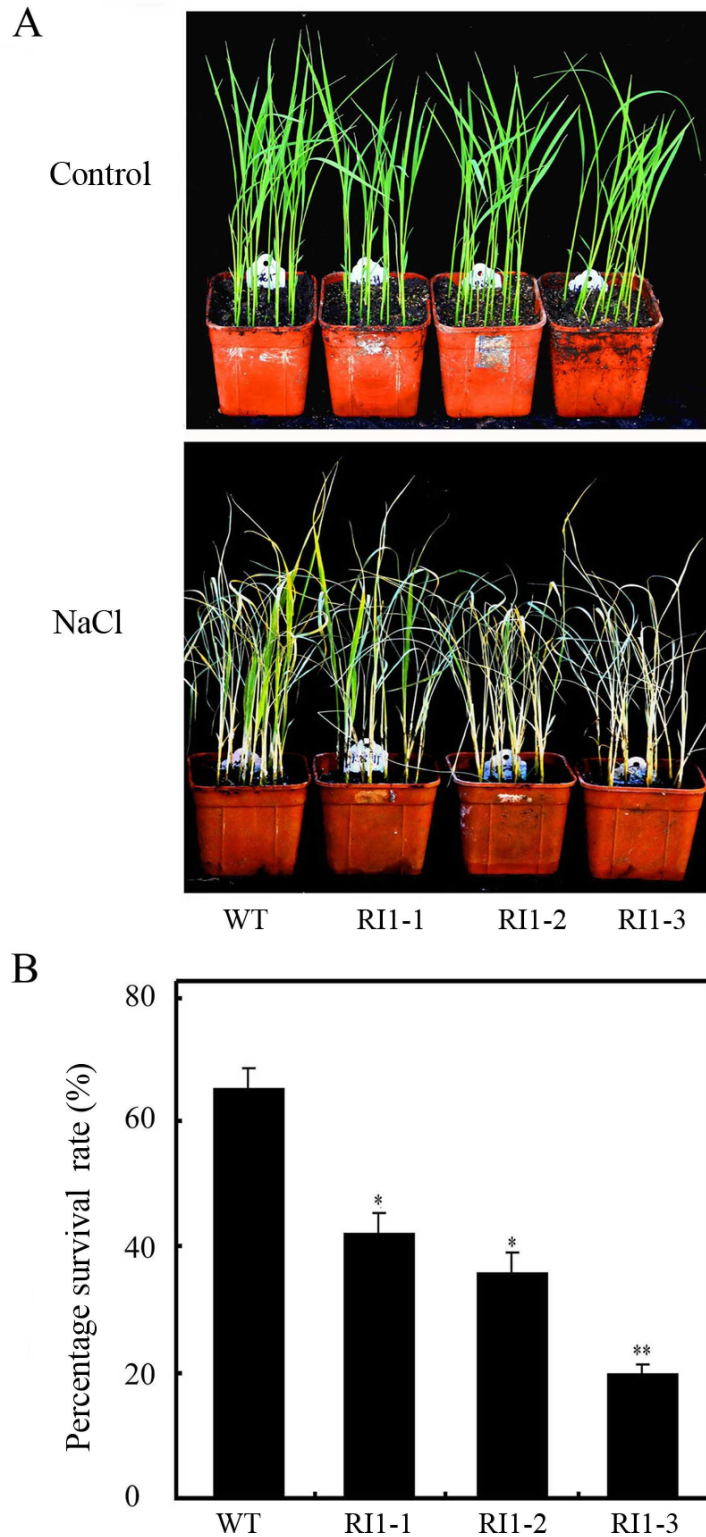 A
Control
NaCl
WT RI1-1 RI1-2 RI1-3
B
Percentage survival rate (%)
80
60
40
20
0
*
*
**
WT RI1-1 RI1-2 RI1-3